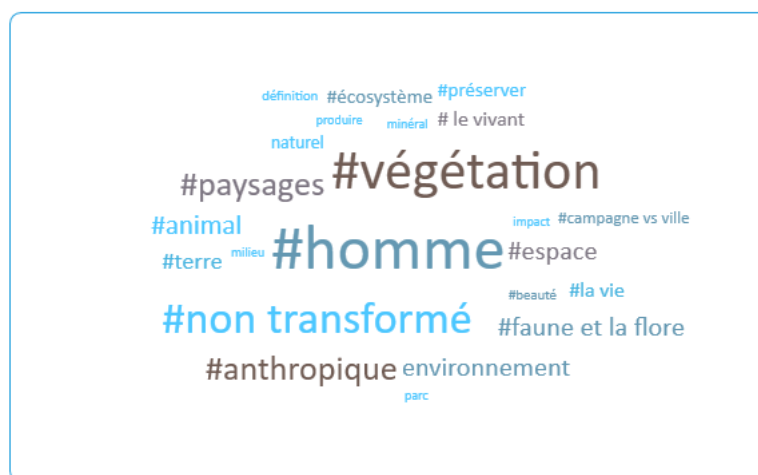 définition #écosystème #préserver
produire minéral # le vivant
naturel
#paysages #végétation
#animal impact #campagne vs ville
#terre milieu #homme #espace
#beauté #la vie
#non transformé #faune et la flore
#anthropique environnement
parc